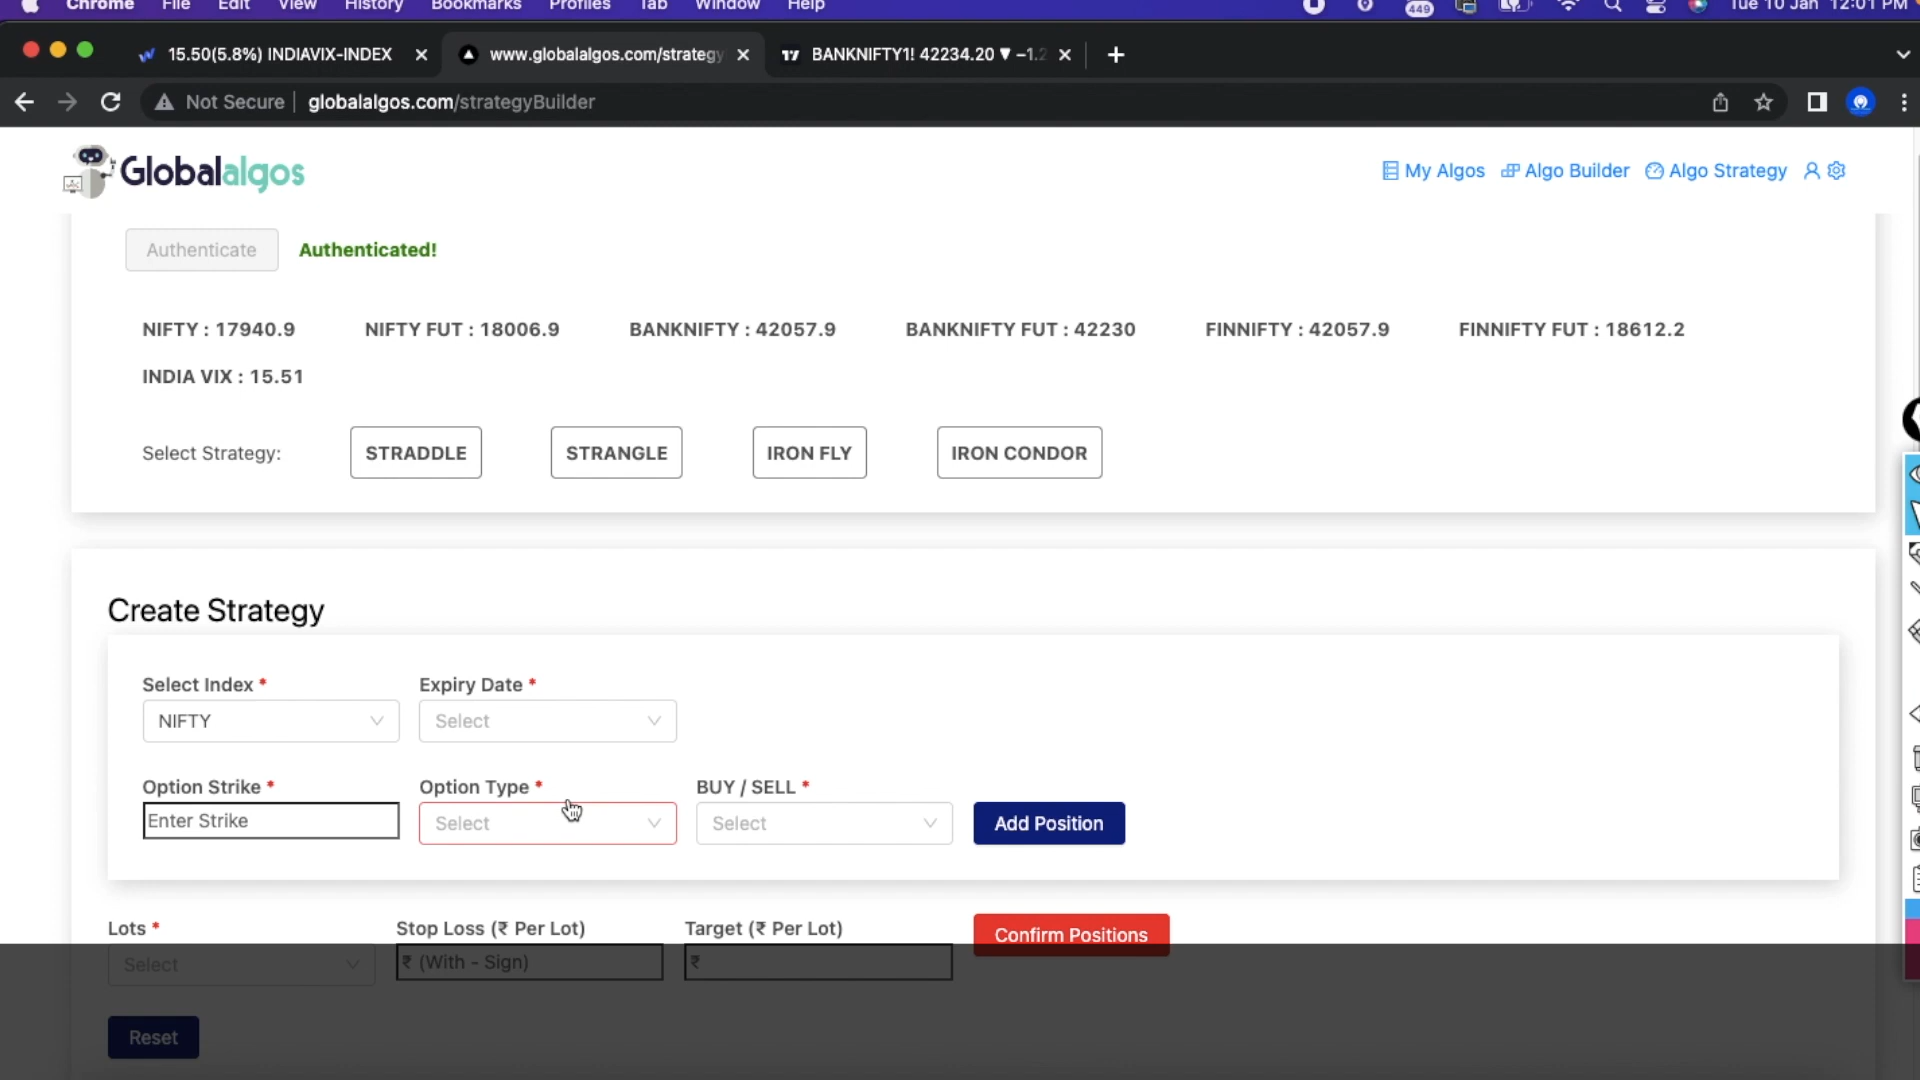 Chrome File Edit View History Bookmarks Profiles Tab Window Help 449 Tue 10 Jan 12:01 PM
15.50(5.8%) INDIAVIX-INDEX www.globalalgos.com/strategy BANKNIFTY1! 42234.20 ▼ −1.2
Not Secure globalalgos.com/strategyBuilder
Globalalgos My Algos Algo Builder Algo Strategy
Authenticate Authenticated!
NIFTY : 17940.9 NIFTY FUT : 18006.9 BANKNIFTY : 42057.9 BANKNIFTY FUT : 42230 FINNIFTY : 42057.9 FINNIFTY FUT : 18612.2
INDIA VIX : 15.51
Select Strategy: STRADDLE STRANGLE IRON FLY IRON CONDOR
Create Strategy
Select Index * Expiry Date *
NIFTY Select
Option Strike * Option Type * BUY / SELL *
Enter Strike Select Select Add Position
Lots * Stop Loss (₹ Per Lot) Target (₹ Per Lot) Confirm Positions
Select ₹ (With - Sign) ₹
Reset